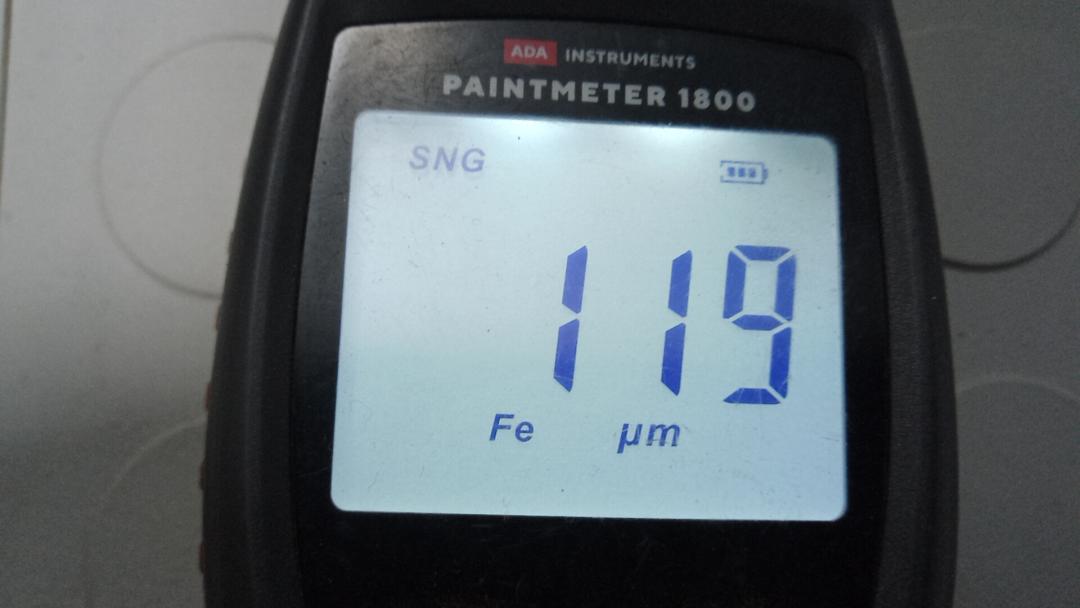 ADA INSTRUMENTS
PAINTMETER 1800
SNG
119
Fe µm